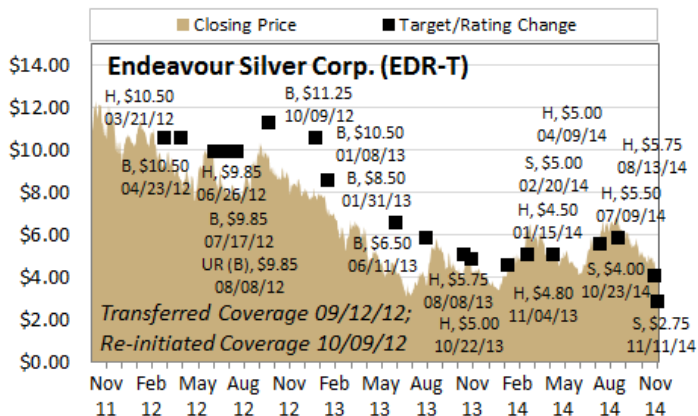 Closing Price
Target/Rating Change
Endeavour Silver Corp. (EDR-T)
$14.00
$12.00
$10.00
$8.00
$6.00
$4.00
$2.00
$0.00
H, $10.50
03/21/12
B, $10.50
04/23/12
H, $9.85
06/26/12
B, $9.85
07/17/12
UR (B), $9.85
08/08/12
B, $11.25
10/09/12
B, $10.50
01/08/13
B, $8.50
01/31/13
B, $6.50
06/11/13
H, $5.75
08/08/13
H, $5.00
10/22/13
H, $4.80
11/04/13
H, $4.50
01/15/14
S, $5.00
02/20/14
H, $5.00
04/09/14
H, $5.50
07/09/14
H, $5.75
08/13/14
S, $4.00
10/23/14
S, $2.75
11/11/14
Transferred Coverage 09/12/12;
Re-initiated Coverage 10/09/12
Nov Feb May Aug Nov Feb May Aug Nov Feb May Aug Nov
11 12 12 12 12 13 13 13 13 14 14 14 14